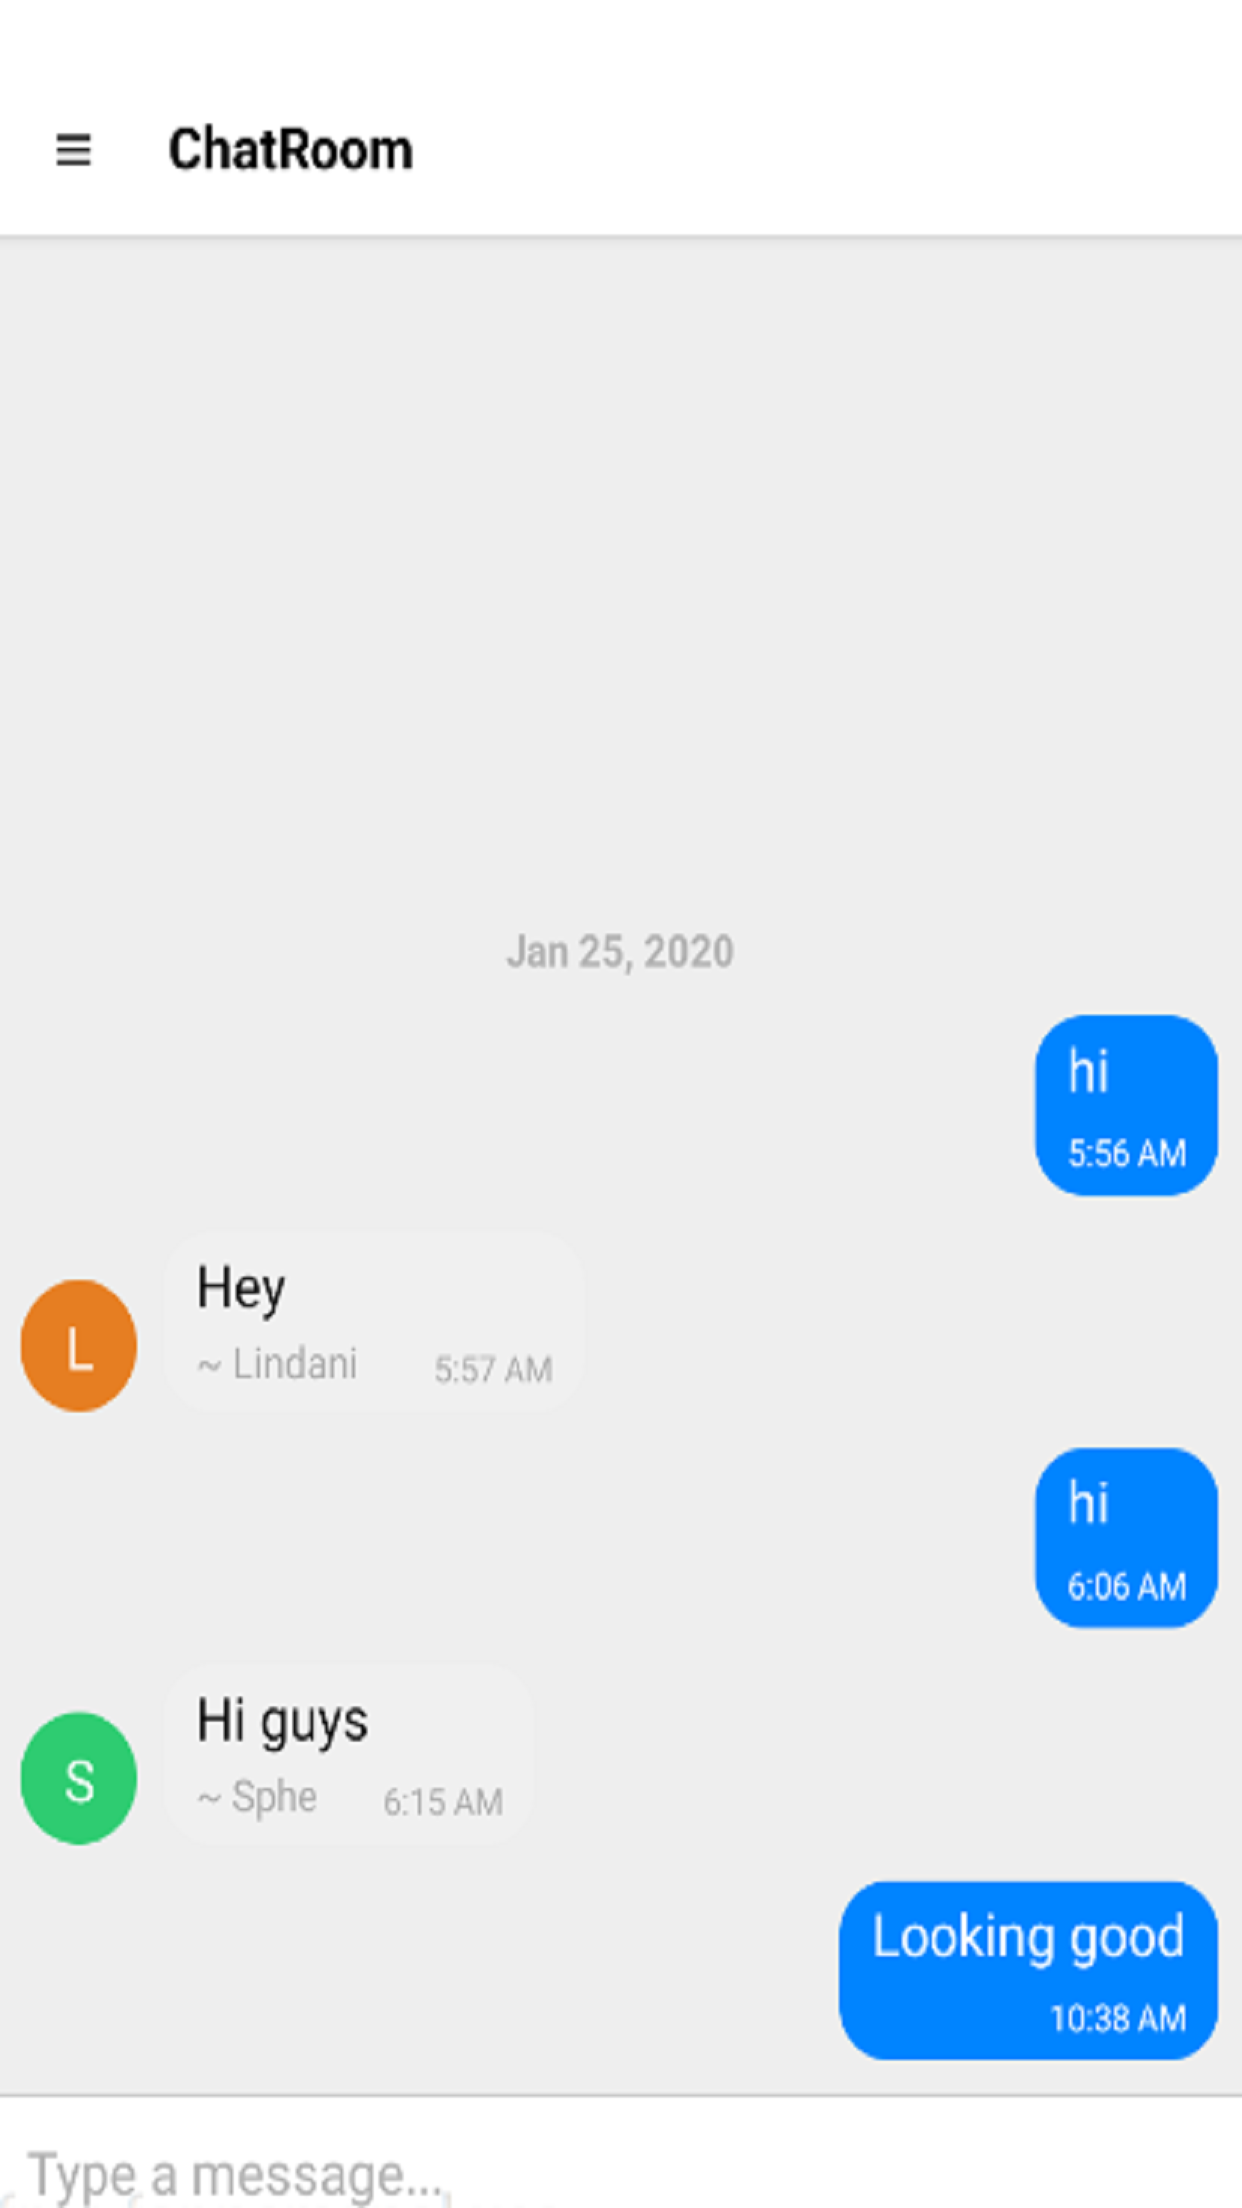 ChatRoom
Jan 25, 2020
hi
5:56 AM
L
Hey
~ Lindani 5:57 AM
hi
6:06 AM
S
Hi guys
~ Sphe 6:15 AM
Looking good
10:38 AM
Type a message...